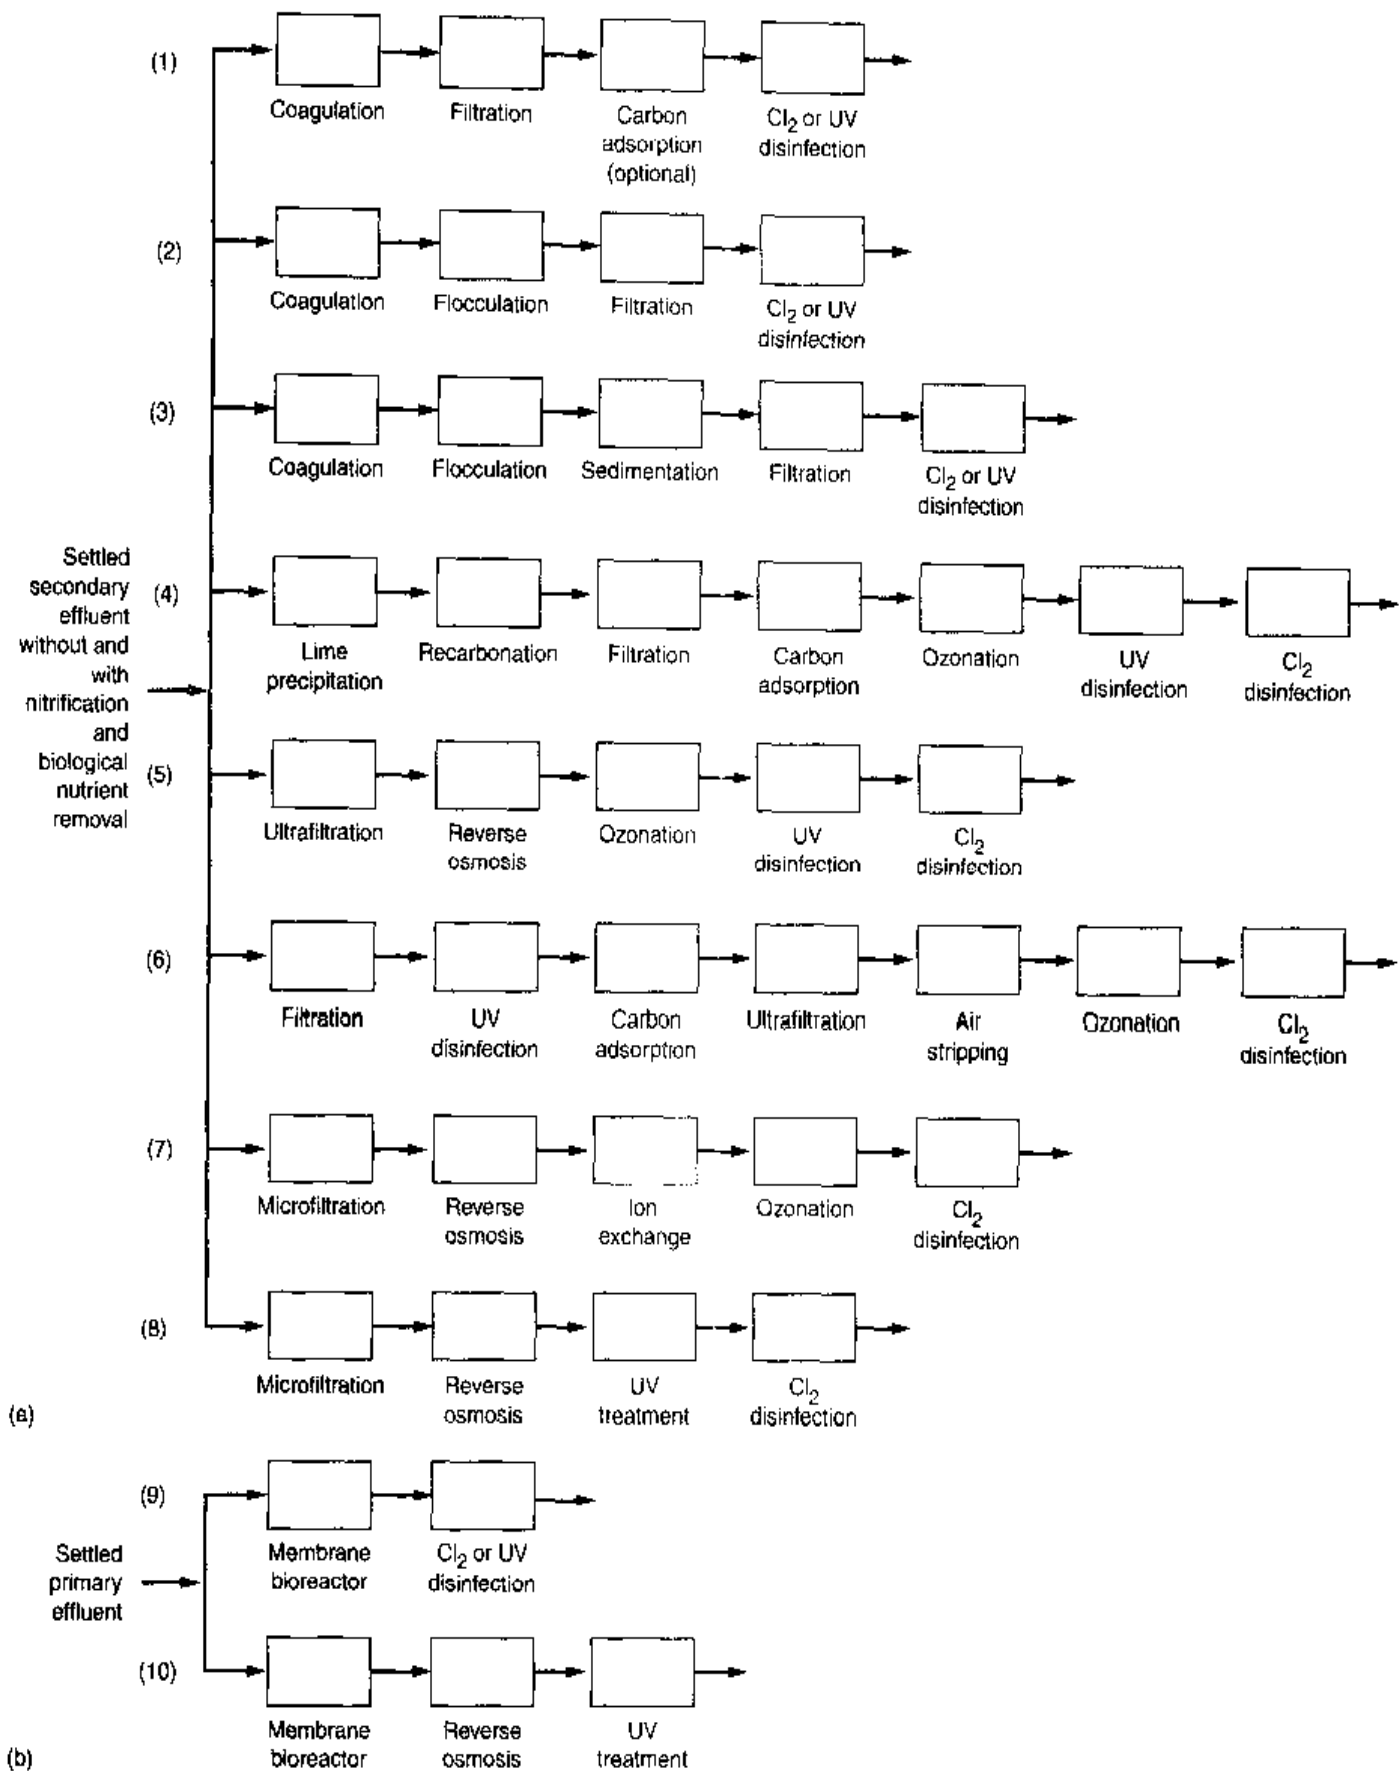 (1)
Coagulation
Filtration
Carbon
adsorption
(optional)
Cl2 or UV
disinfection
(2)
Coagulation
Flocculation
Filtration
Cl2 or UV
disinfection
(3)
Coagulation
Flocculation
Sedimentation
Filtration
Cl2 or UV
disinfection
Settled
secondary
effluent
without and
with
nitrification
and
biological
nutrient
removal
(4)
Lime
precipitation
Recarbonation
Filtration
Carbon
adsorption
Ozonation
UV
disinfection
Cl2
disinfection
(5)
Ultrafiltration
Reverse
osmosis
Ozonation
UV
disinfection
Cl2
disinfection
(6)
Filtration
UV
disinfection
Carbon
adsorption
Ultrafiltration
Air
stripping
Ozonation
Cl2
disinfection
(7)
Microfiltration
Reverse
osmosis
Ion
exchange
Ozonation
Cl2
disinfection
(8)
Microfiltration
Reverse
osmosis
UV
treatment
Cl2
disinfection
(a)
(9)
Membrane
bioreactor
Cl2 or UV
disinfection
Settled
primary
effluent
(10)
Membrane
bioreactor
Reverse
osmosis
UV
treatment
(b)